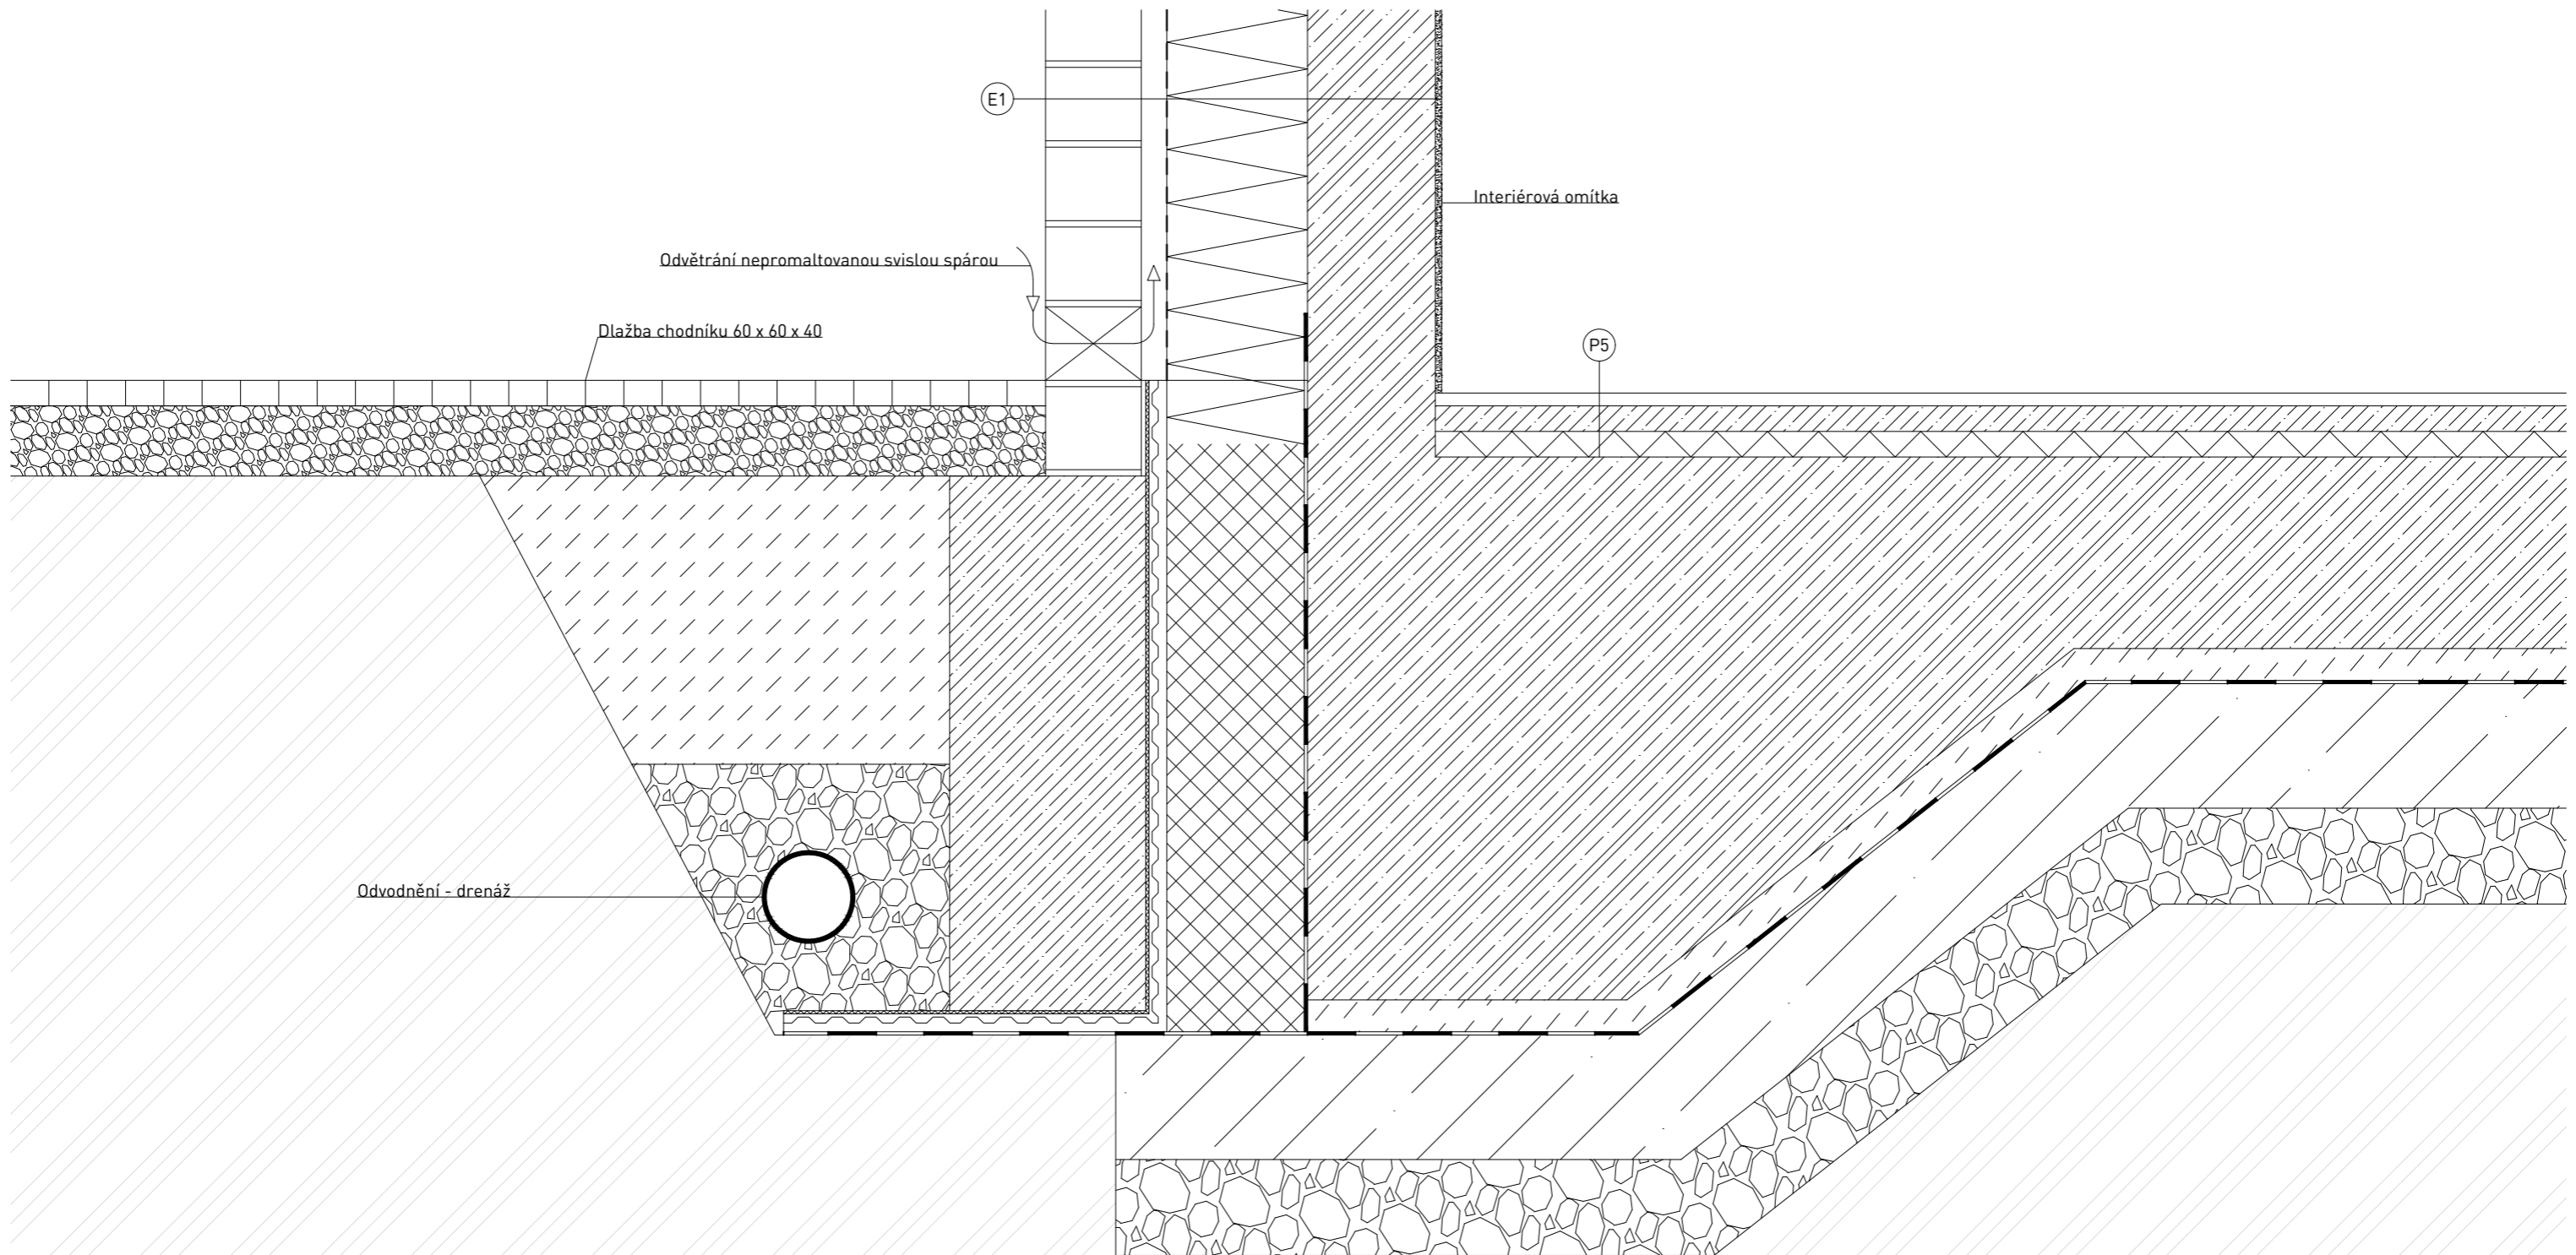 E1
Interiérová omítka
Odvětrání nepromaltovanou svislou spárou
Dlažba chodníku 60 x 60 x 40
P5
Odvodnění - drenáž